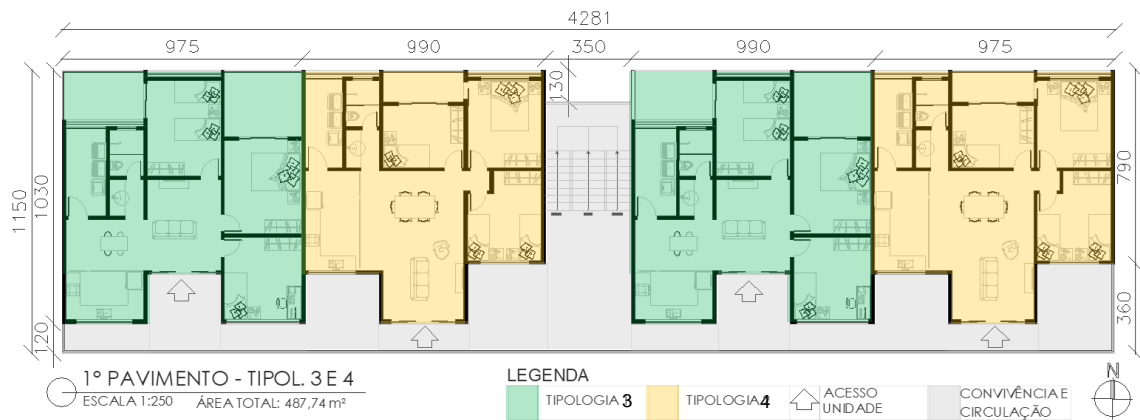 4281
975 990 350 990 975
130
1150
1030
120
790
360
1º PAVIMENTO - TIPOL. 3 E 4
ESCALA 1:250 ÁREA TOTAL: 487,74 m²
LEGENDA
TIPOLOGIA 3
TIPOLOGIA 4
ACESSO
UNIDADE
CONVIVÊNCIA E
CIRCULAÇÃO
N